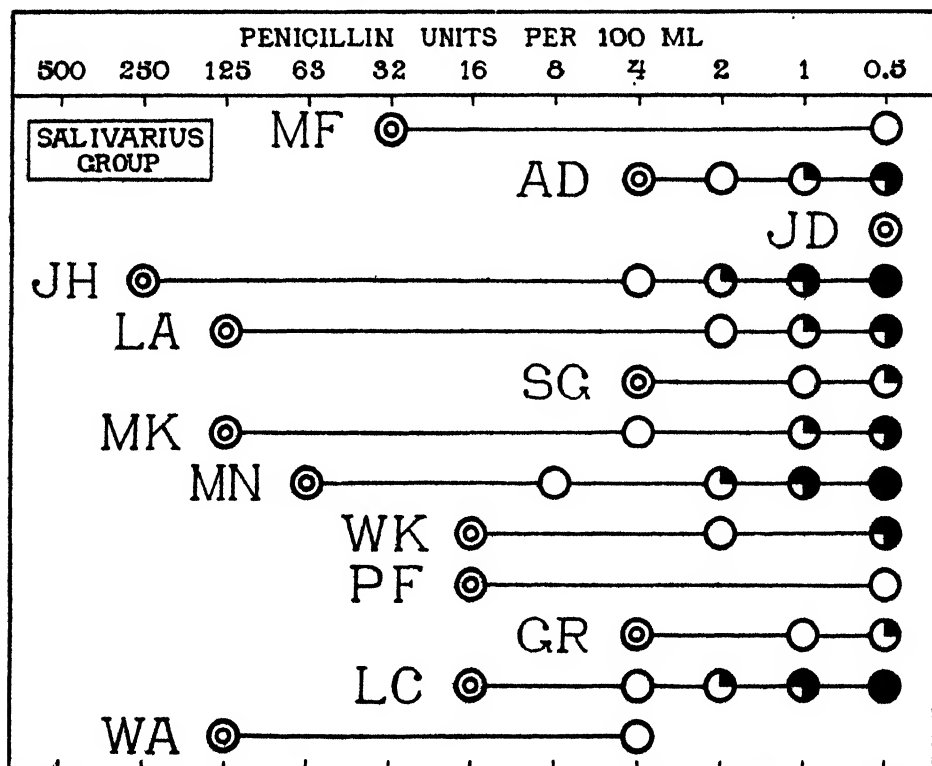 PENICILLIN UNITS PER 100 ML
500 250 125 63 32 16 8 4 2 1 0.5
SALIVARIUS
GROUP
MF
AD
JD
JH
LA
SG
MK
MN
WK
PF
GR
LC
WA